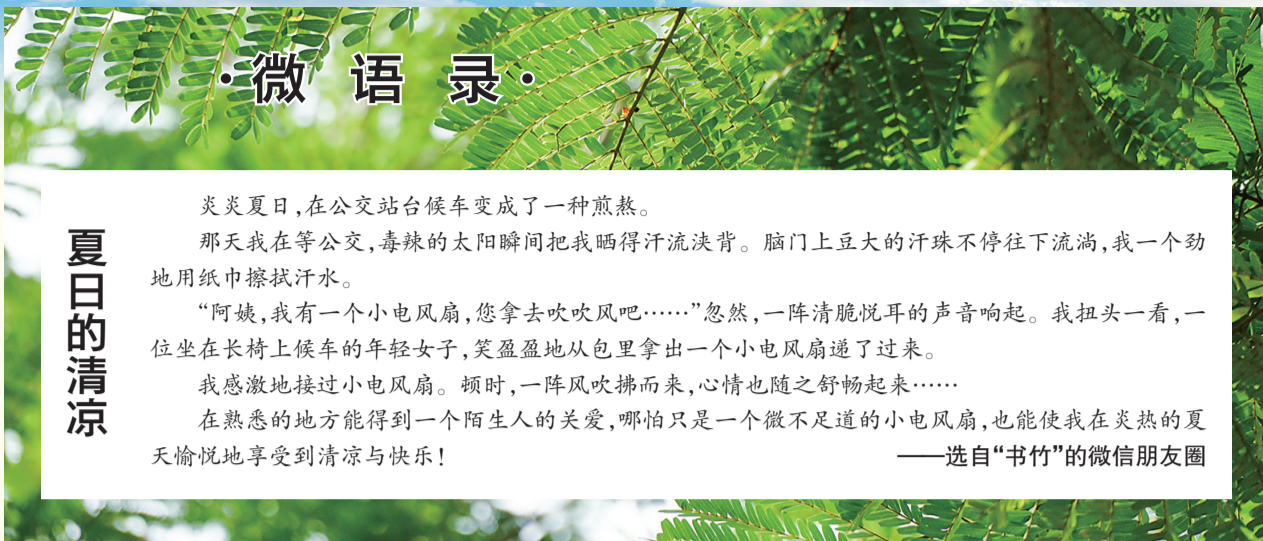 ·微语录·
夏日的清凉
炎炎夏日,在公交站台候车变成了一种煎熬。
那天我在等公交,毒辣的太阳瞬间把我晒得汗流浃背。脑门上豆大的汗珠不停往下流淌,我一个劲
地用纸巾擦拭汗水。
“阿姨,我有一个小电风扇,您拿去吹吹风吧……”忽然,一阵清脆悦耳的声音响起。我扭头一看,一
位坐在长椅上候车的年轻女子,笑盈盈地从包里拿出一个小电风扇递了过来。
我感激地接过小电风扇。顿时,一阵风吹拂而来,心情也随之舒畅起来……
在熟悉的地方能得到一个陌生人的关爱,哪怕只是一个微不足道的小电风扇,也能使我在炎热的夏
天愉悦地享受到清凉与快乐!
——选自“书竹”的微信朋友圈